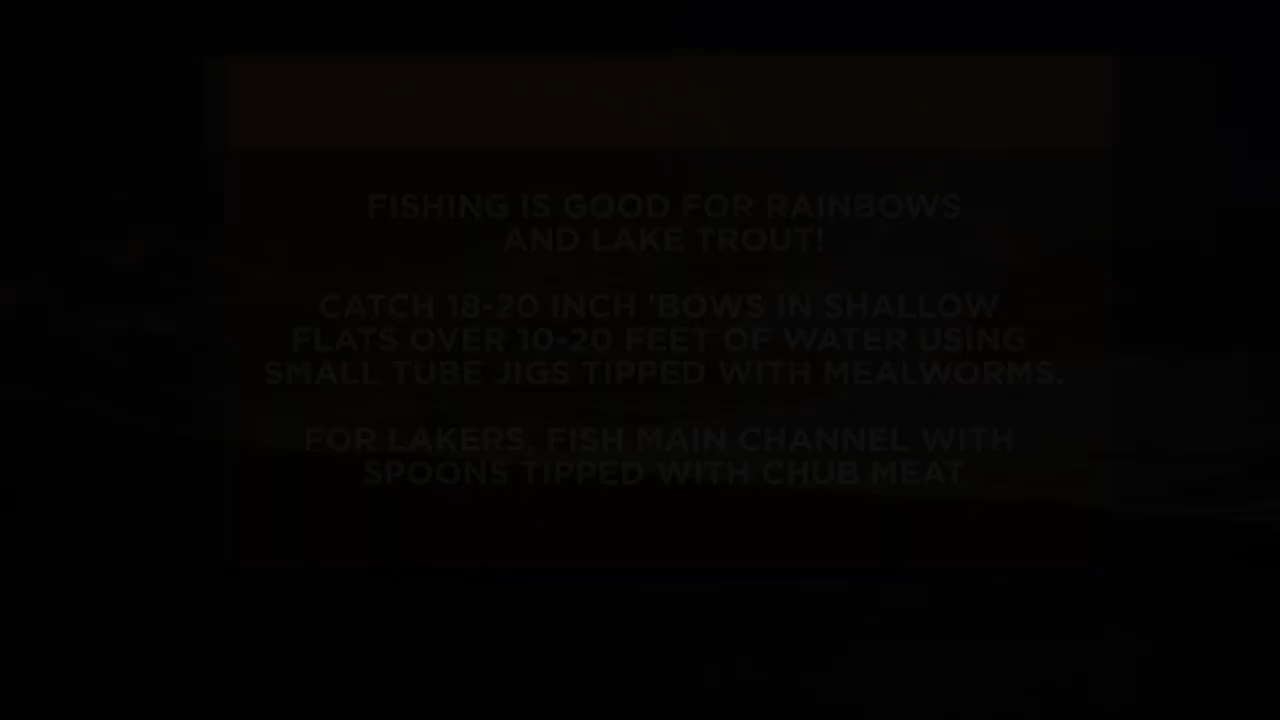 FISHING IS GOOD FOR RAINBOWS
AND LAKE TROUT!
CATCH 18-20 INCH 'BOWS IN SHALLOW
FLATS OVER 10-20 FEET OF WATER USING
SMALL TUBE JIGS TIPPED WITH MEALWORMS.
FOR LAKERS, FISH MAIN CHANNEL WITH
SPOONS TIPPED WITH CHUB MEAT